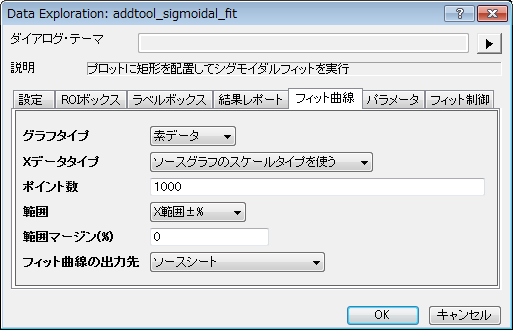 Data Exploration: addtool_sigmoidal_fit
ダイアログ・テーマ
説明 プロットに矩形を配置してシグモイダルフィットを実行
設定 ROIボックス ラベルボックス 結果レポート フィット曲線 パラメータ フィット制御
グラフタイプ 素データ
Xデータタイプ ソースグラフのスケールタイプを使う
ポイント数 1000
範囲 X範囲±%
範囲マージン(%) 0
フィット曲線の出力先 ソースシート
OK キャンセル